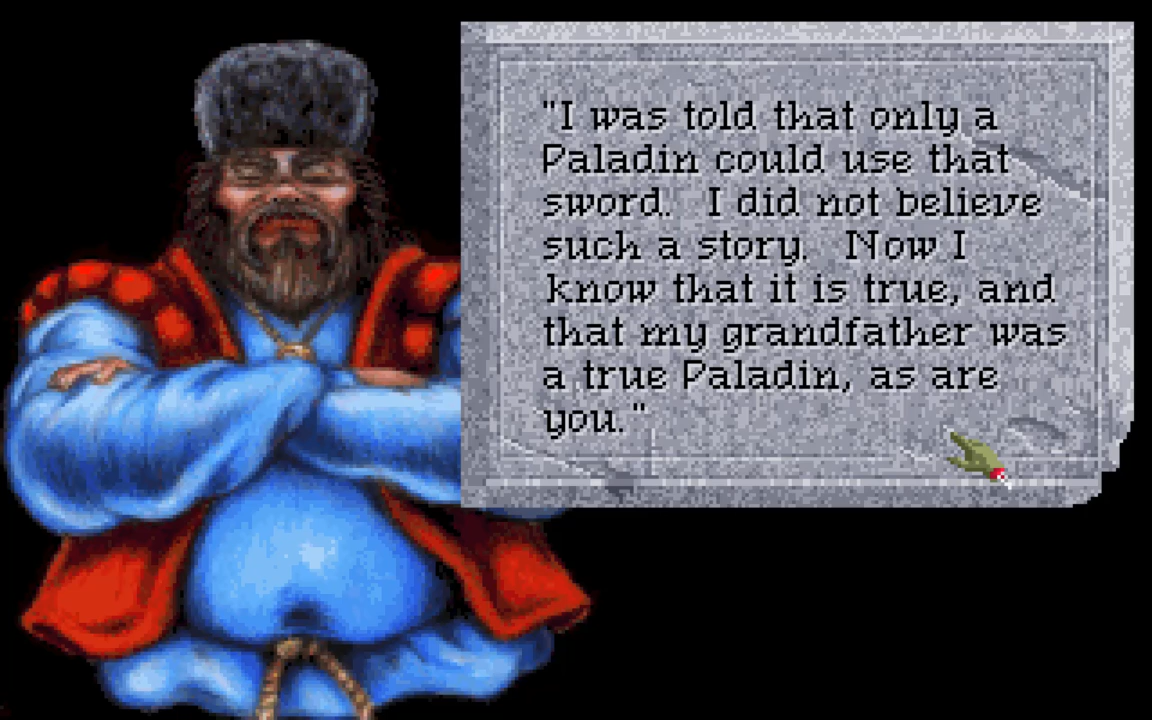 "I was told that only a
Paladin could use that
sword.  I did not believe
such a story.  Now I
know that it is true, and
that my grandfather was
a true Paladin, as are
you."